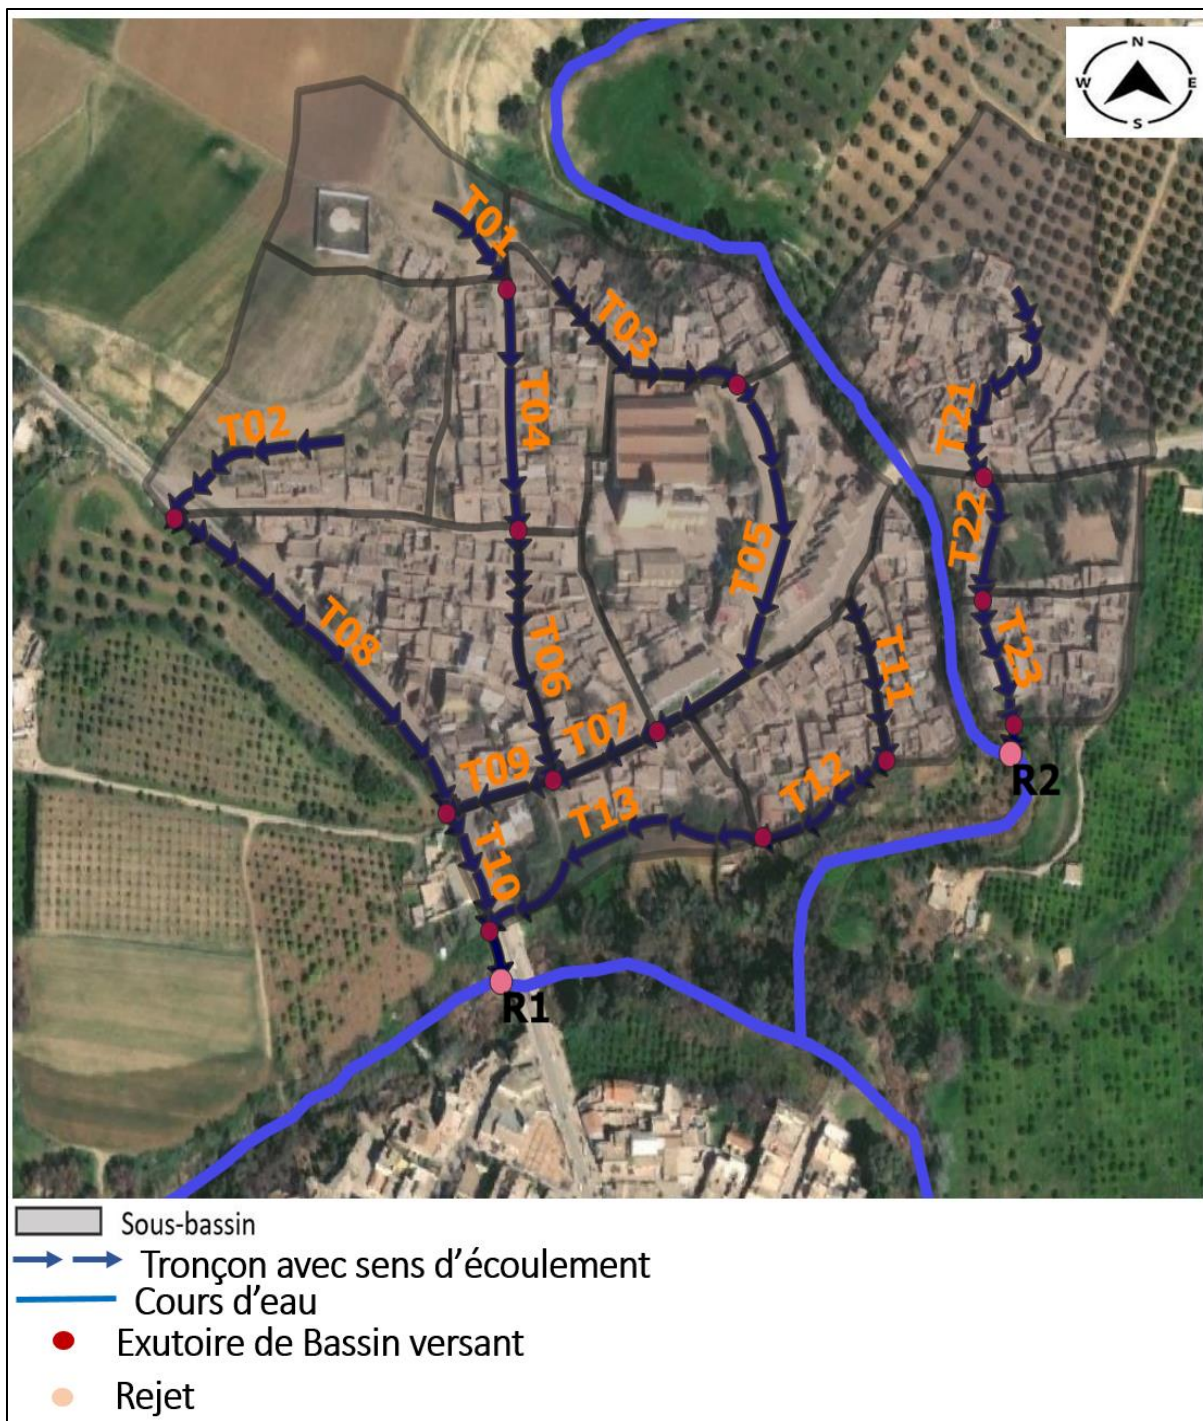 N
W E
S
T01
T03
T04
T02
T21
T22
T05
T08
T06
T11
T23
T07
T09
T12
T13
T10
R2
R1
Sous-bassin
Tronçon avec sens d'écoulement
Cours d'eau
Exutoire de Bassin versant
Rejet